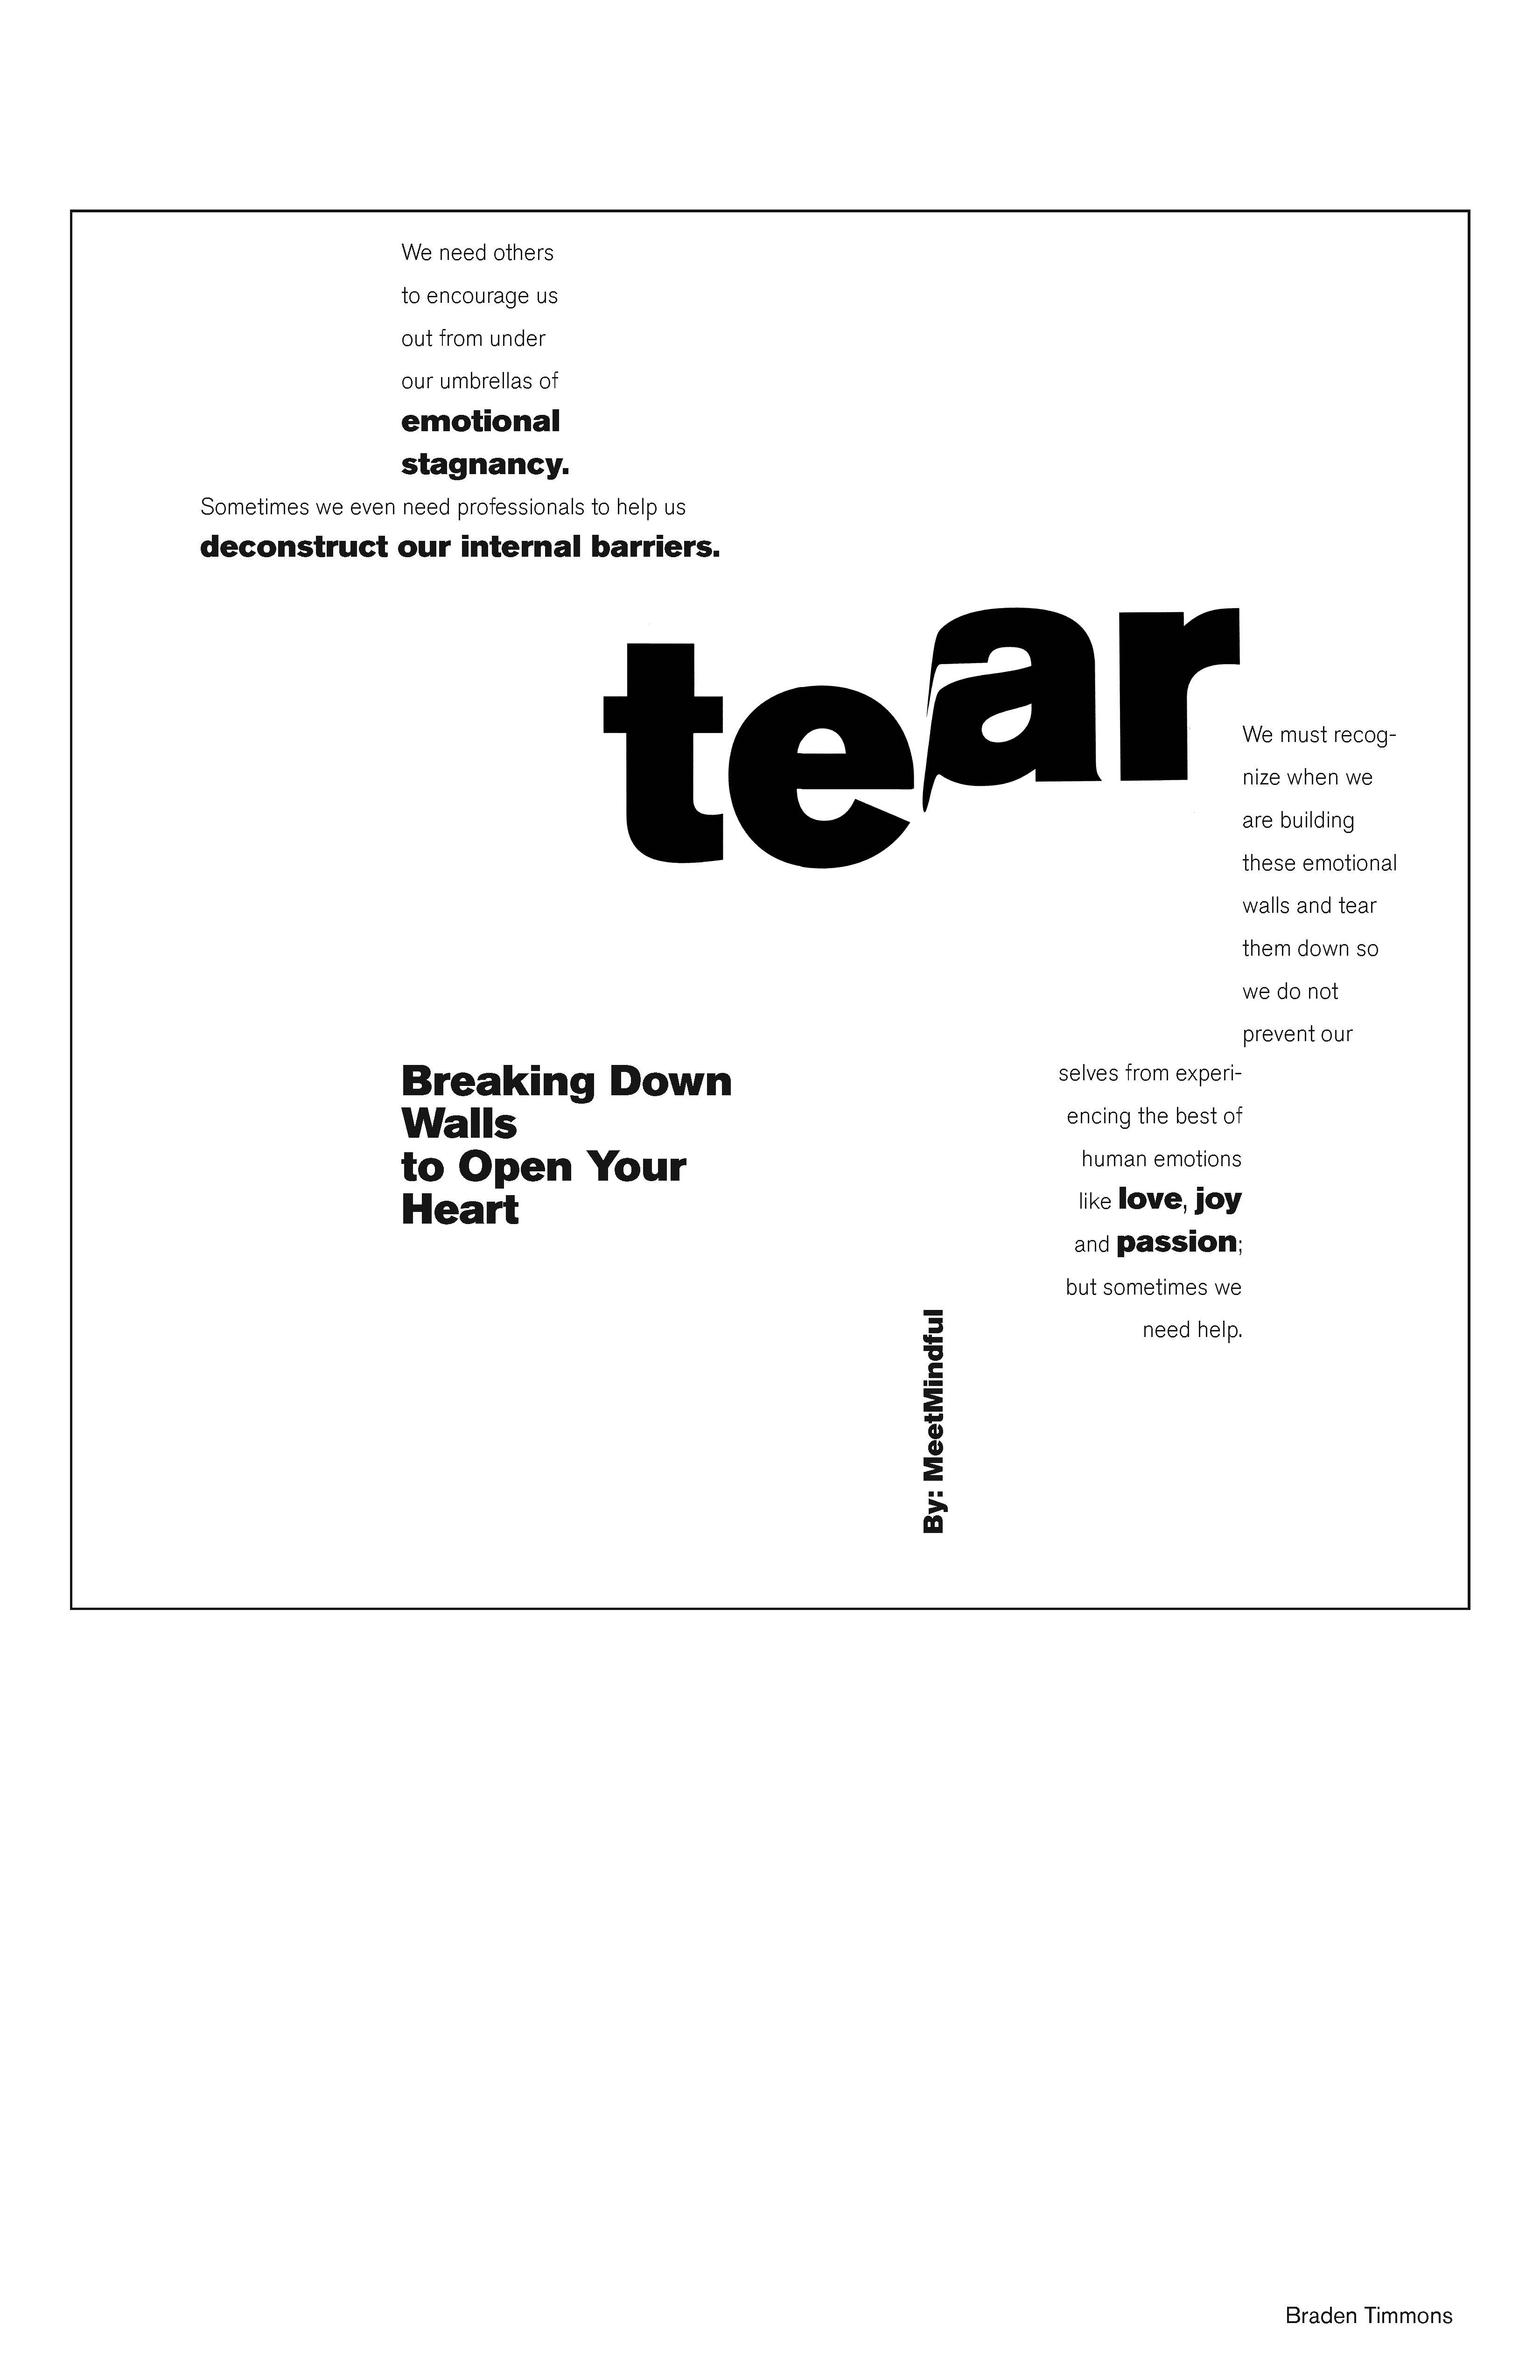 We need others
to encourage us
out from under
our umbrellas of
emotional
stagnancy.
Sometimes we even need professionals to help us
deconstruct our internal barriers.
tear
We must recog-
nize when we
are building
these emotional
walls and tear
them down so
we do not
prevent our
selves from experi-
encing the best of
human emotions
like love, joy
and passion;
but sometimes we
need help.
Breaking Down
Walls
to Open Your
Heart
By: MeetMindful
Braden Timmons